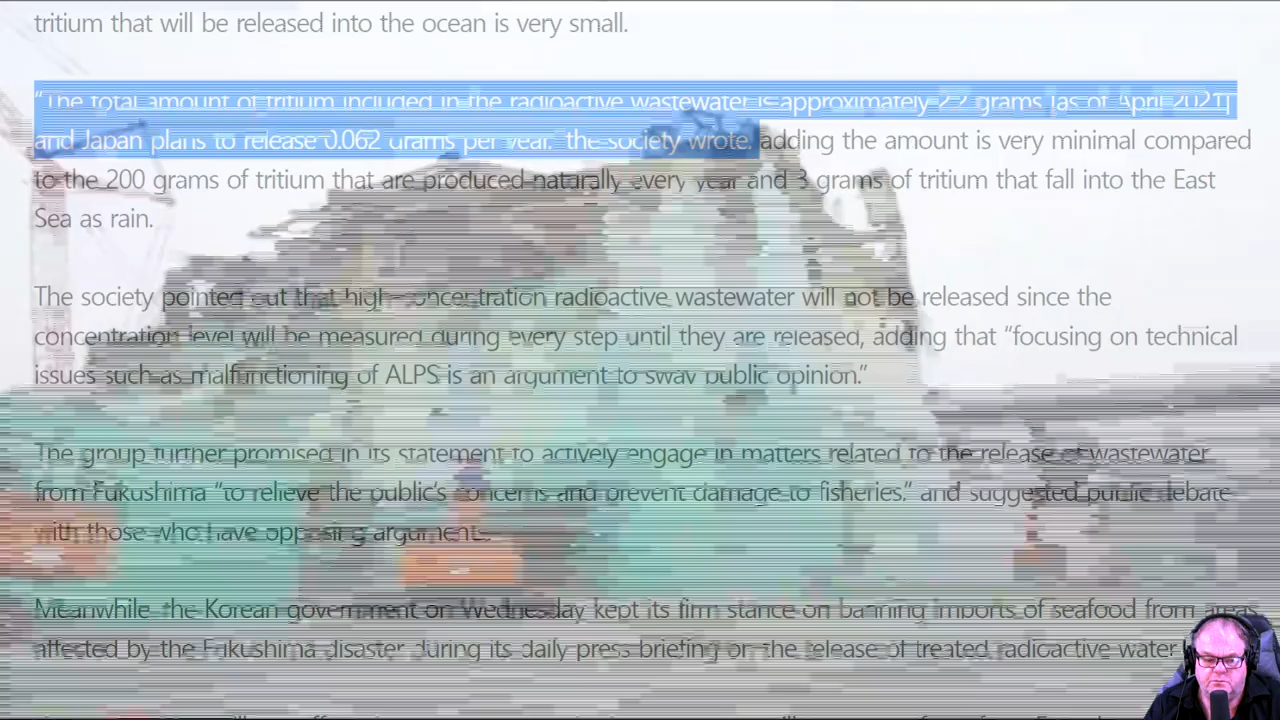 tritium that will be released into the ocean is very small.
“The total amount of tritium included in the radioactive wastewater is approximately 2.2 grams [as of April 2021]
and Japan plans to release 0.062 grams per year,” the society wrote, adding the amount is very minimal compared
to the 200 grams of tritium that are produced naturally every year and 3 grams of tritium that fall into the East
Sea as rain.
The society pointed out that high-concentration radioactive wastewater will not be released since the
concentration level will be measured during every step until they are released, adding that “focusing on technical
issues such as malfunctioning of ALPS is an argument to sway public opinion.”
The group further promised in its statement to actively engage in matters related to the release of wastewater
from Fukushima “to relieve the public’s concerns and prevent damage to fisheries,” and suggested public debate
with those who have opposing arguments.
Meanwhile, the Korean government on Wednesday kept its firm stance on banning imports of seafood from areas
affected by the Fukushima disaster during its daily press briefing on the release of treated radioactive water